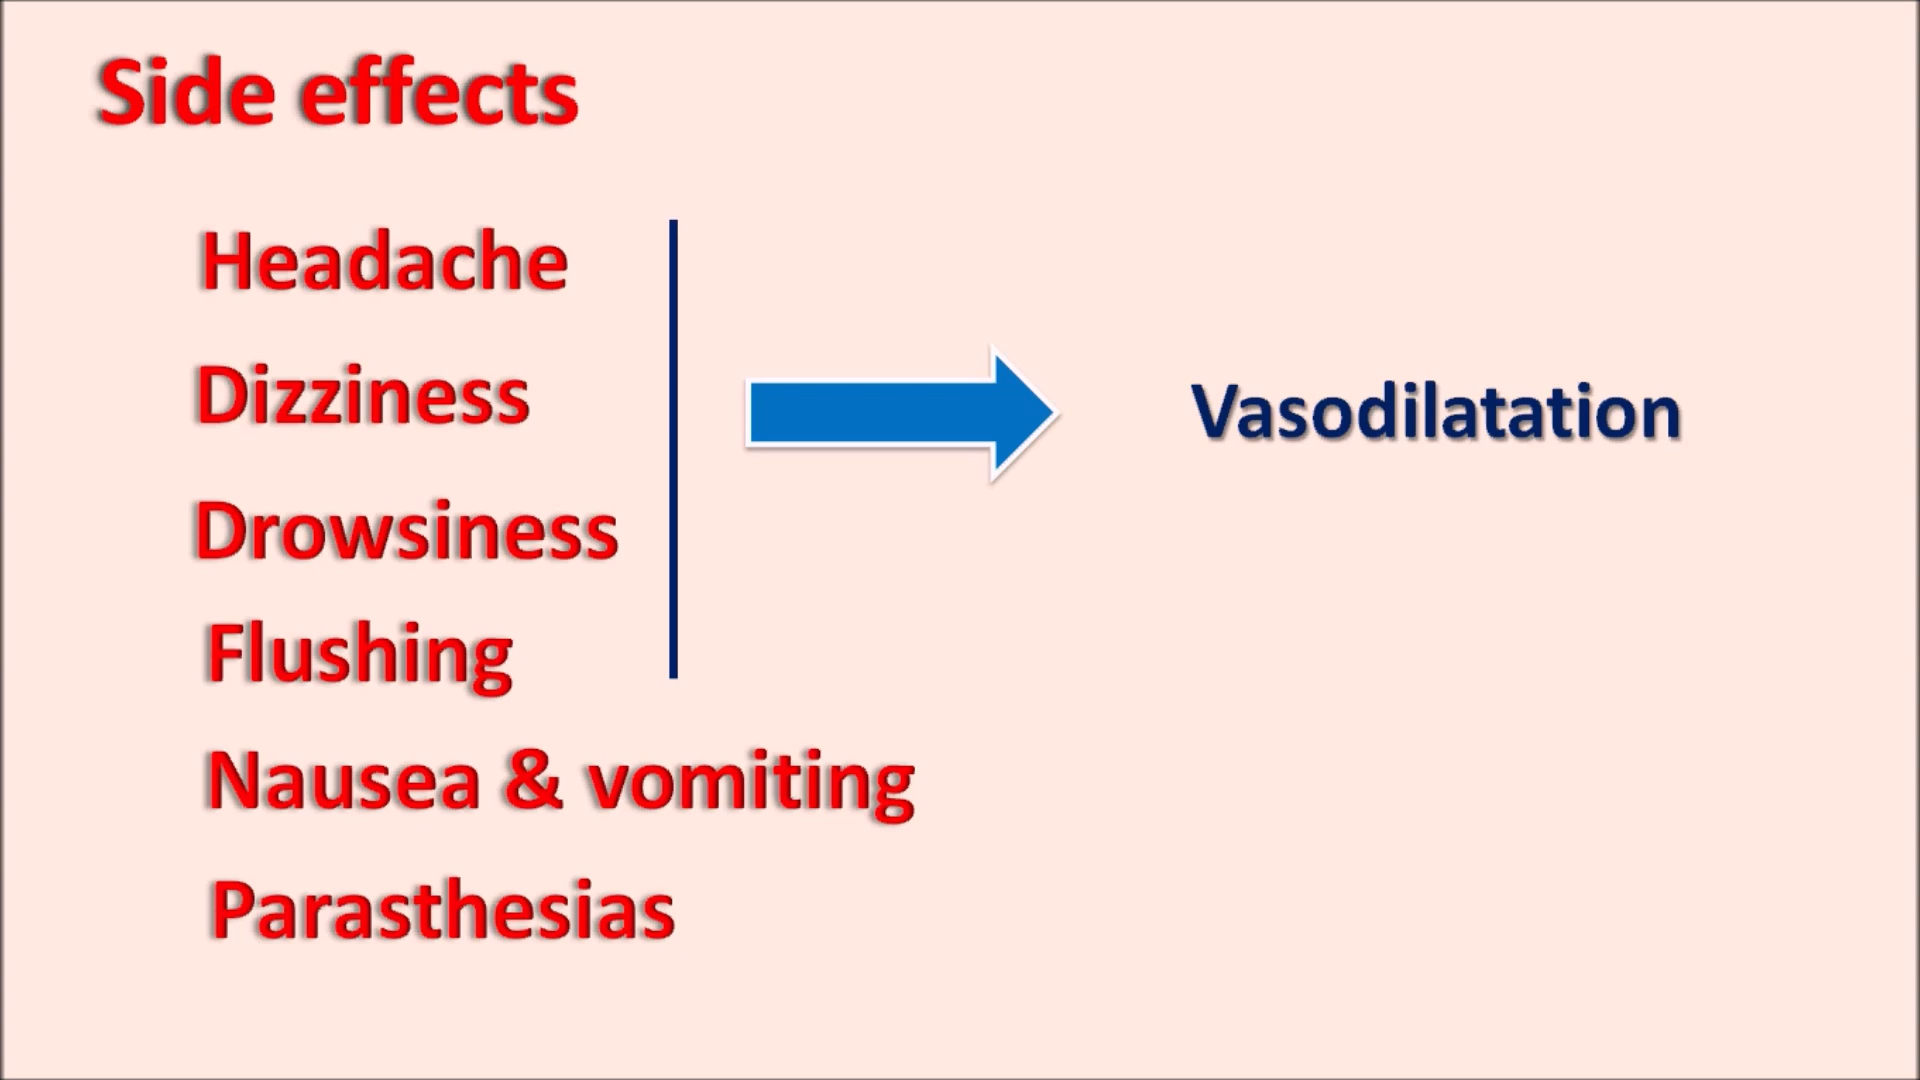 Side effects
Headache
Dizziness
Drowsiness
Flushing
Vasodilatation
Nausea & vomiting
Parasthesias